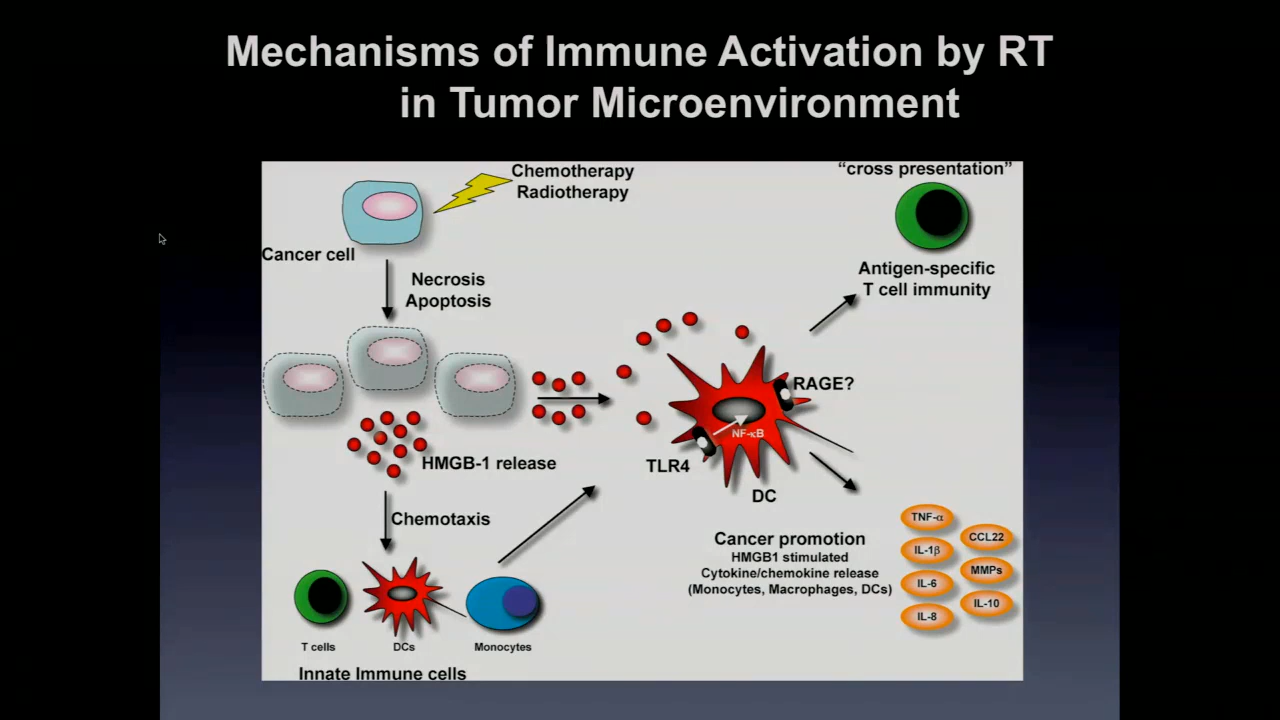 Mechanisms of Immune Activation by RT
in Tumor Microenvironment
Chemotherapy
Radiotherapy
Cancer cell
Necrosis
Apoptosis
HMGB-1 release
Chemotaxis
T cells
DCs
Monocytes
Innate Immune cells
"cross presentation"
Antigen-specific
T cell immunity
RAGE?
NF-κB
TLR4
DC
Cancer promotion
HMGB1 stimulated
Cytokine/chemokine release
(Monocytes, Macrophages, DCs)
TNF-α
IL-1β
IL-6
IL-8
CCL22
MMPs
IL-10